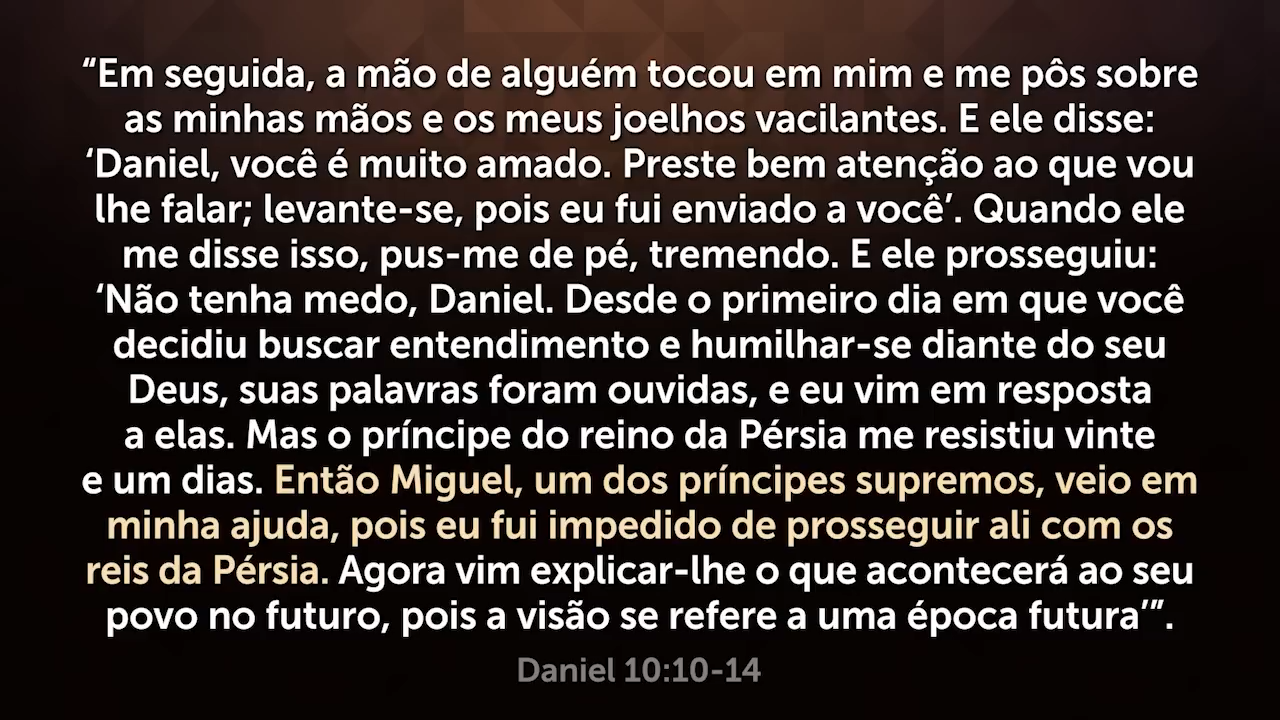 “Em seguida, a mão de alguém tocou em mim e me pôs sobre
as minhas mãos e os meus joelhos vacilantes. E ele disse:
‘Daniel, você é muito amado. Preste bem atenção ao que vou
lhe falar; levante-se, pois eu fui enviado a você’. Quando ele
me disse isso, pus-me de pé, tremendo. E ele prosseguiu:
‘Não tenha medo, Daniel. Desde o primeiro dia em que você
decidiu buscar entendimento e humilhar-se diante do seu
Deus, suas palavras foram ouvidas, e eu vim em resposta
a elas. Mas o príncipe do reino da Pérsia me resistiu vinte
e um dias. Então Miguel, um dos príncipes supremos, veio em
minha ajuda, pois eu fui impedido de prosseguir ali com os
reis da Pérsia. Agora vim explicar-lhe o que acontecerá ao seu
povo no futuro, pois a visão se refere a uma época futura’”.
Daniel 10:10-14